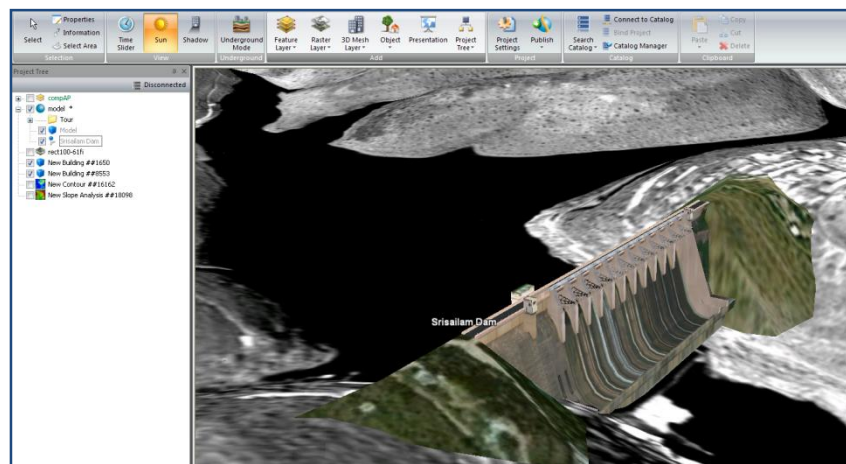 Properties
Information
Select
Select Area
Selection
Time Slider
Sun
Shadow
View
Underground Mode
Underground
Feature Layer
Raster Layer
3D Mesh Layer
Object
Presentation
Project Tree
Add
Project Settings
Publish
Project
Search Catalog
Connect to Catalog
Bind Project
Catalog Manager
Catalog
Paste
Copy
Cut
Delete
Clipboard
Project Tree
Disconnected
compAP
model *
Tour
Model
Srisailam Dam
rect100-61fi
New Building ##1650
New Building ##8553
New Contour ##16162
New Slope Analysis ##18098
Srisailam Dam